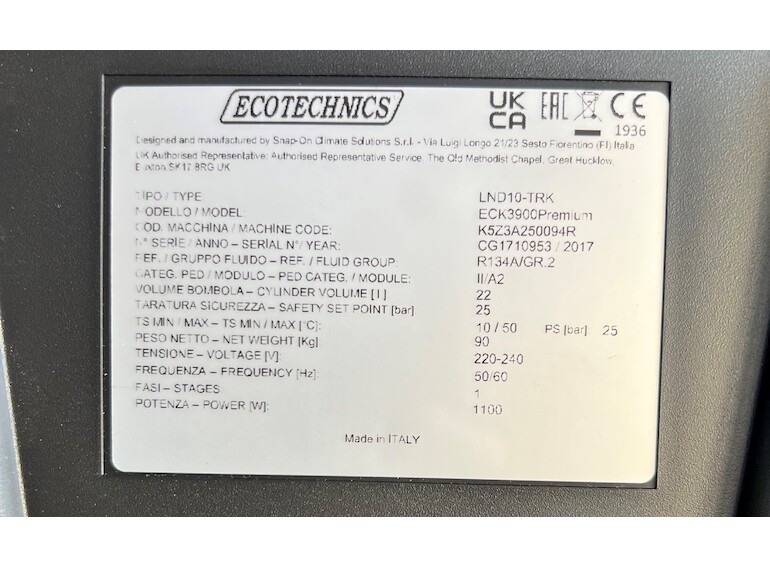 ECOTECHNICS
UK CA EAC CE
1936
Designed and manufactured by Snap-On Climate Solutions S.r.l. - Via Luigi Longo 21/23 Sesto Fiorentino (FI) Italia
UK Authorised Representative: Authorised Representative Service, The Old Methodist Chapel, Great Hucklow,
Buxton SK17 8RG UK
TIPO / TYPE LND10-TRK
MODELLO / MODEL: ECK3900Premium
COD. MACCHINA / MACHINE CODE: K5Z3A250094R
N° SERIE / ANNO – SERIAL N°/ YEAR: CG1710953 / 2017
REF. / GRUPPO FLUIDO - REF. / FLUID GROUP: R134A/GR.2
CATEG. PED / MODULO - PED CATEG. / MODULE: II/A2
VOLUME BOMBOLA – CYLINDER VOLUME [l] 22
TARATURA SICUREZZA – SAFETY SET POINT [bar] 25
TS MIN / MAX – TS MIN / MAX [°C]: 10 / 50 PS [bar] 25
PESO NETTO – NET WEIGHT [Kg] 90
TENSIONE – VOLTAGE [V]: 220-240
FREQUENZA – FREQUENCY [Hz]: 50/60
FASI – STAGES 1
POTENZA – POWER [W]: 1100
Made in ITALY